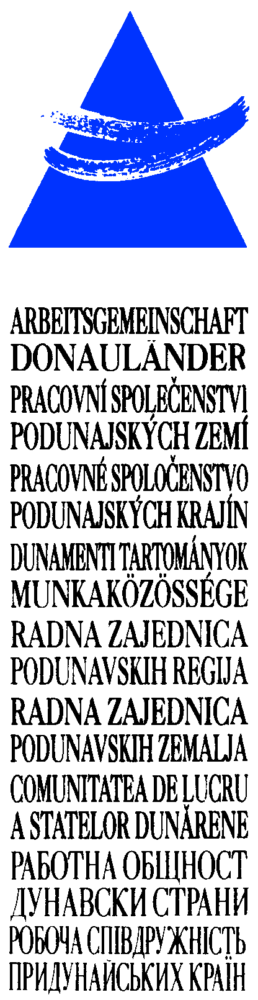 ARBEITSGEMEINSCHAFT
DONAULÄNDER
PRACOVNÍ SPOLEČENSTVI
PODUNAJSKÝCH ZEMÍ
PRACOVNÉ SPOLOČENSTVO
PODUNAJSKÝCH KRAJÍN
DUNAMENTI TARTOMÁNYOK
MUNKAKÖZÖSSÉGE
RADNA ZAJEDNICA
PODUNAVSKIH REGIJA
RADNA ZAJEDNICA
PODUNAVSKIH ZEMALJA
COMUNITATEA DE LUCRU
A STATELOR DUNĂRENE
РАБОТНА ОБЩНОСТ
ДУНАВСКИ СТРАНИ
РОБОЧА СПІВДРУЖНІСТЬ
ПРИДУНАЙСЬКИХ КРАЇН